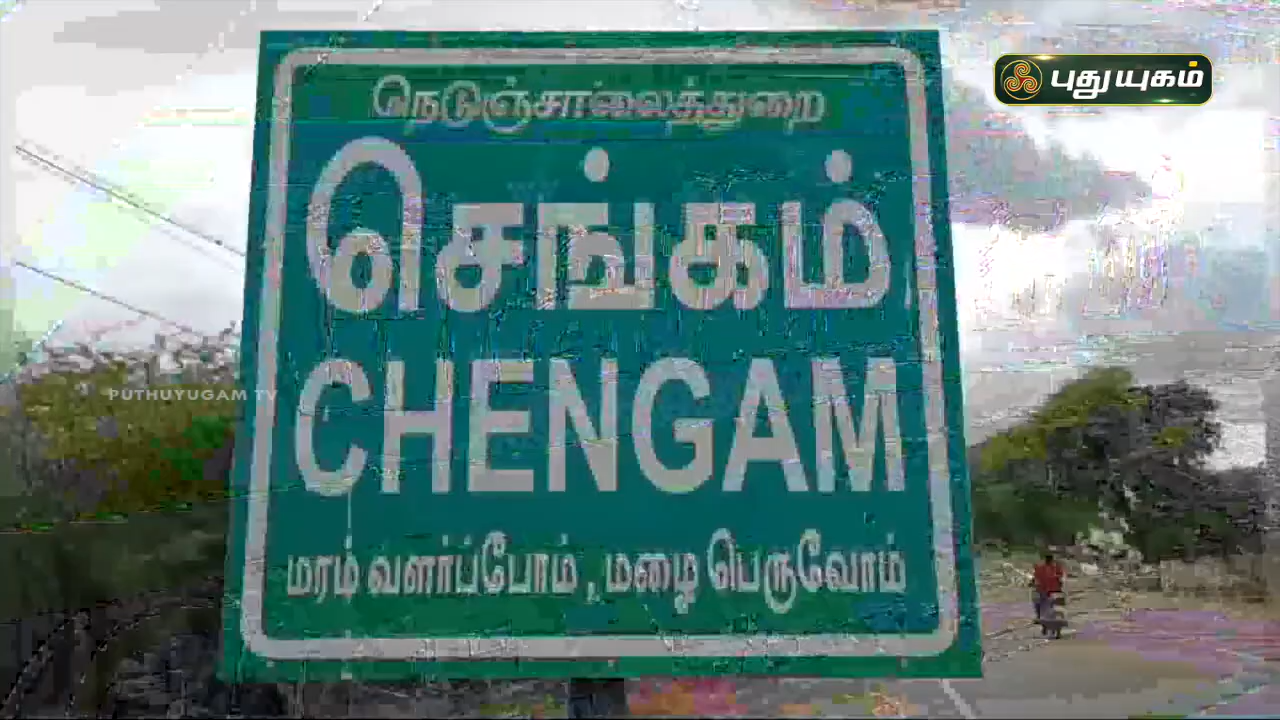 புதுயுகம்
நெடுஞ்சாலைத்துறை
செங்கம்
CHENGAM
PUTHUYUGAM TV
மரம் வளர்ப்போம், மழை பெருவோம்